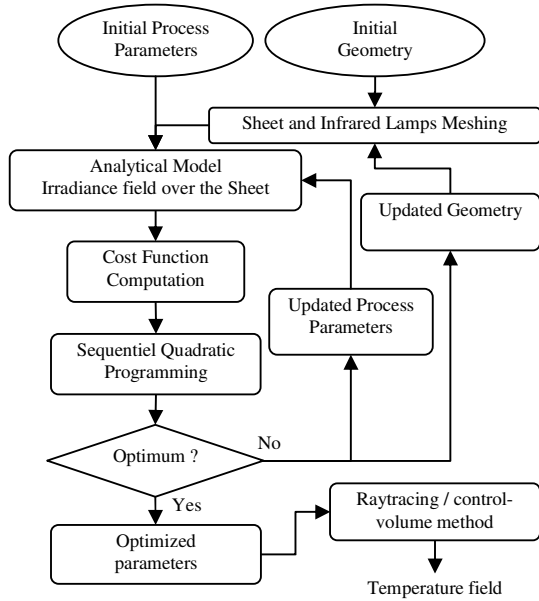 Initial Process
Parameters
Initial
Geometry
Sheet and Infrared Lamps Meshing
Analytical Model
Irradiance field over the Sheet
Updated Geometry
Cost Function
Computation
Updated Process
Parameters
Sequentiel Quadratic
Programming
Optimum ?
No
Yes
Optimized
parameters
Raytracing / control-
volume method
Temperature field